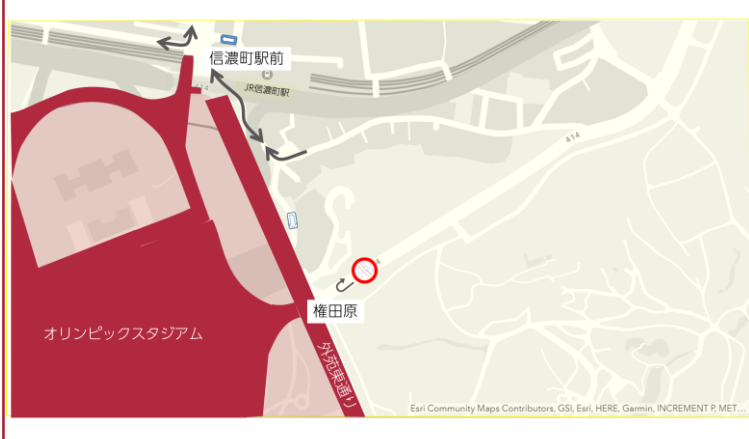 信濃町駅前
414
JR信濃町駅
414
4
権田原
オリンピックスタジアム
外苑東通り
Esri Community Maps Contributors, GSI, Esri, HERE, Garmin, INCREMENT P, MET...